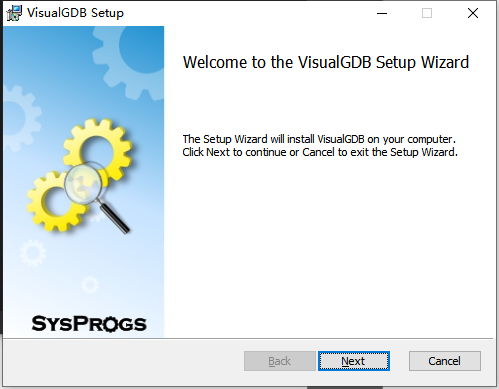 VisualGDB Setup
Welcome to the VisualGDB Setup Wizard
The Setup Wizard will install VisualGDB on your computer.
Click Next to continue or Cancel to exit the Setup Wizard.
SYSPROGS
Back
Next
Cancel